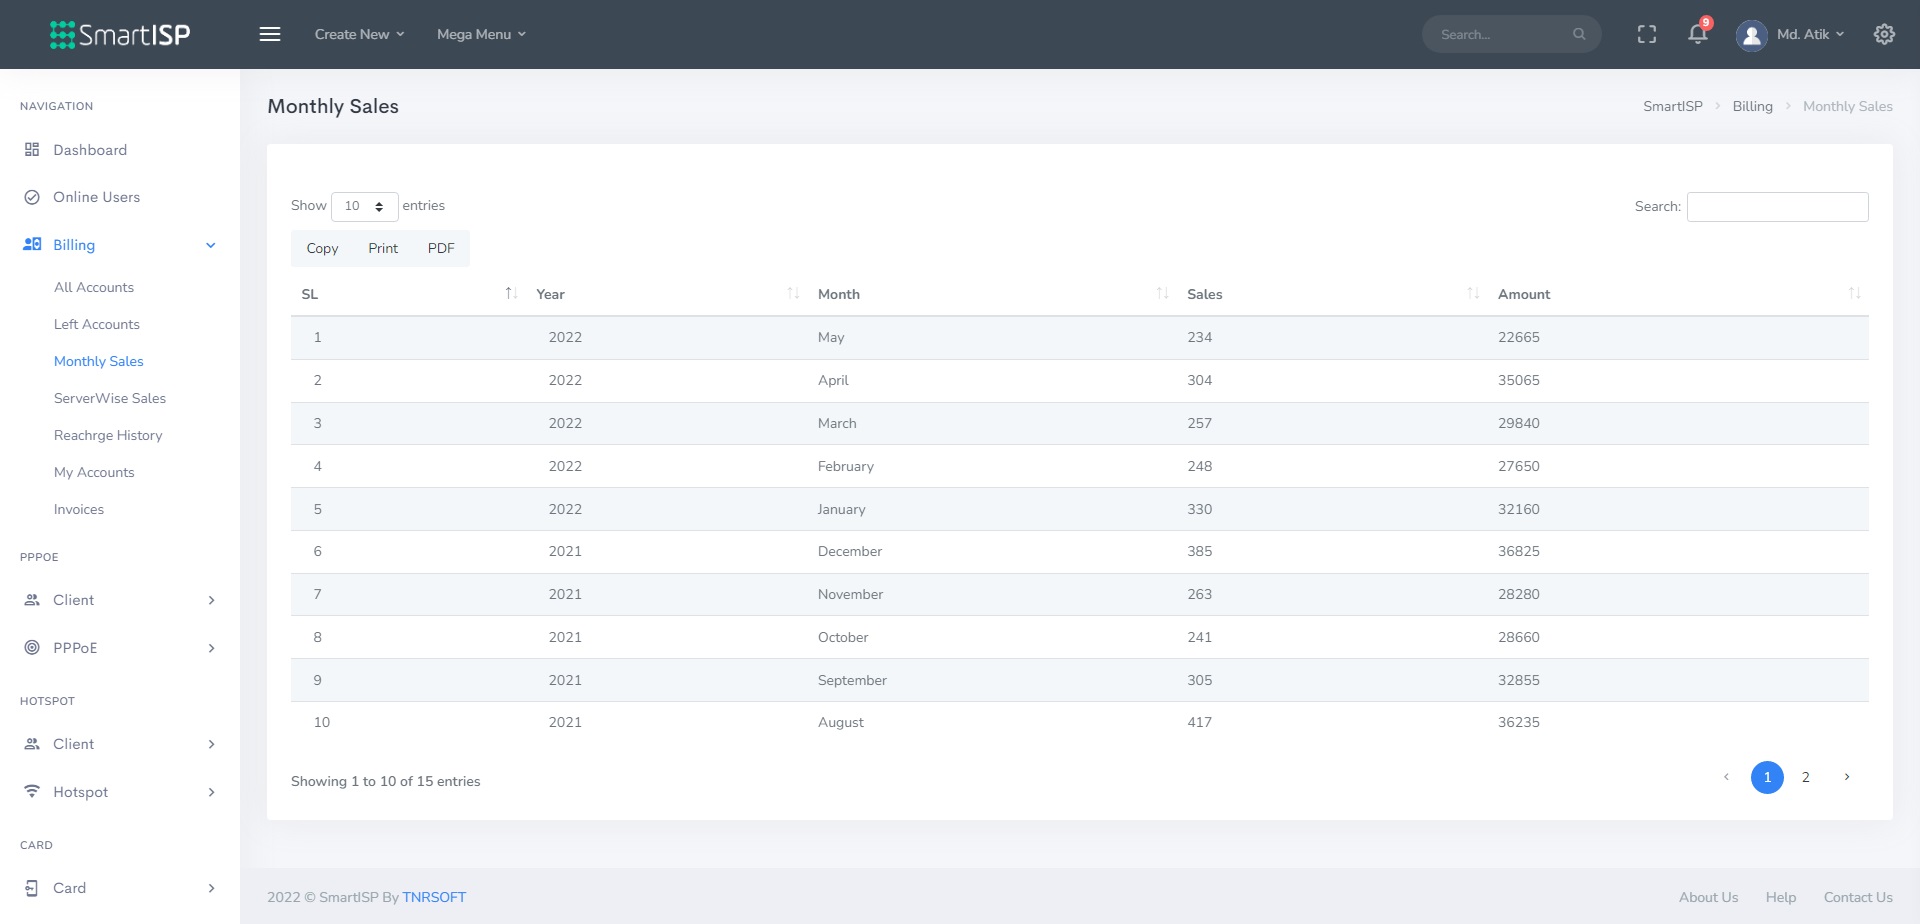 SmartISP
Create New
Mega Menu
Search...
9
Md. Atik
NAVIGATION
Dashboard
Online Users
Billing
All Accounts
Left Accounts
Monthly Sales
ServerWise Sales
Reachrge History
My Accounts
Invoices
PPPOE
Client
PPPoE
HOTSPOT
Client
Hotspot
CARD
Card
Monthly Sales
SmartISP > Billing > Monthly Sales
Show 10 entries
Search:
Copy Print PDF
SL Year Month Sales Amount
1 2022 May 234 22665
2 2022 April 304 35065
3 2022 March 257 29840
4 2022 February 248 27650
5 2022 January 330 32160
6 2021 December 385 36825
7 2021 November 263 28280
8 2021 October 241 28660
9 2021 September 305 32855
10 2021 August 417 36235
Showing 1 to 10 of 15 entries
‹ 1 2 ›
2022 © SmartISP By TNRSOFT
About Us Help Contact Us